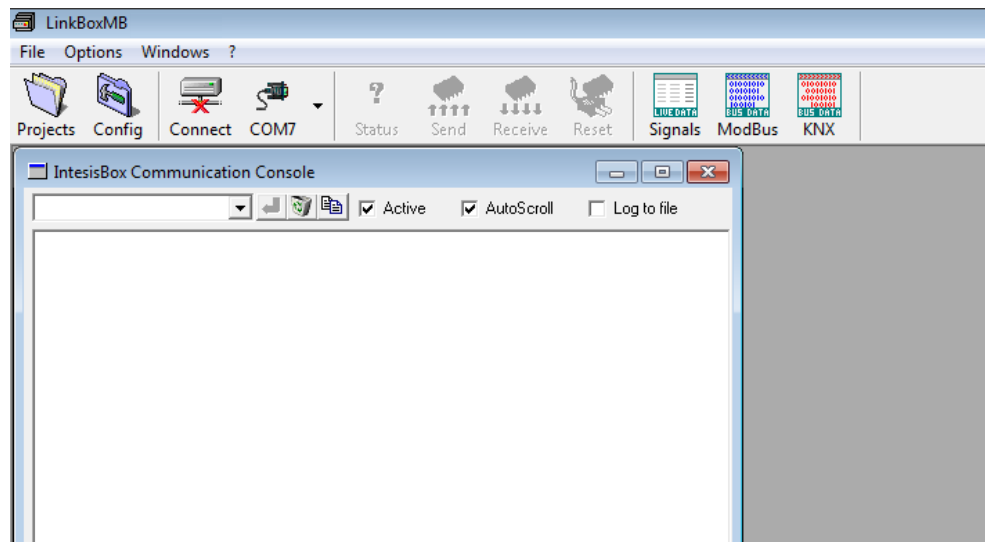 LinkBoxMB
File Options Windows ?
Projects Config Connect COM7 ? Status Send Receive Reset LIVE DATA Signals BUS DATA ModBus BUS DATA KNX
IntesisBox Communication Console
Active AutoScroll Log to file